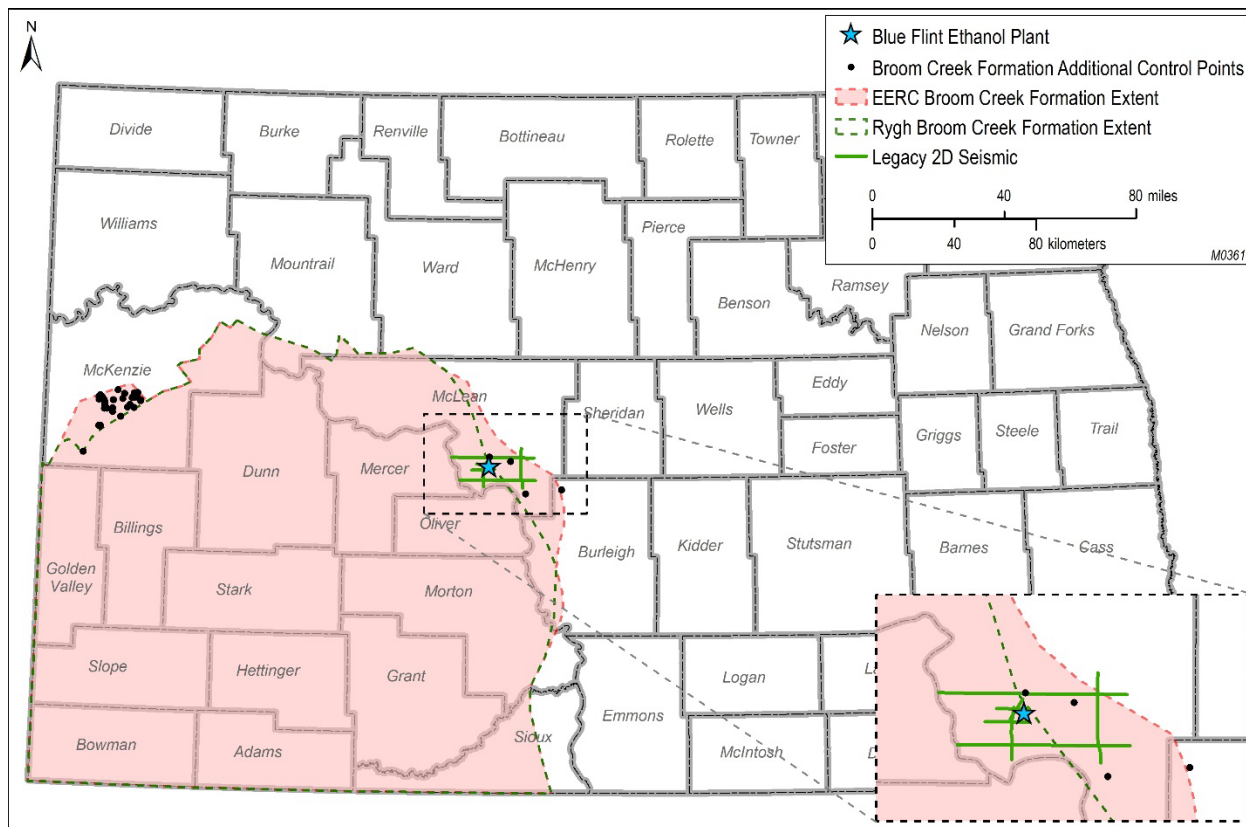 N
Blue Flint Ethanol Plant
Broom Creek Formation Additional Control Points
EERC Broom Creek Formation Extent
Rygh Broom Creek Formation Extent
Legacy 2D Seismic
0 40 80 miles
0 40 80 kilometers
M0361
Divide
Burke
Renville
Bottineau
Rolette
Towner
Williams
Mountrail
Ward
McHenry
Pierce
Benson
Ramsey
Nelson
Grand Forks
McKenzie
McLean
Sheridan
Wells
Eddy
Foster
Griggs
Steele
Trail
Dunn
Mercer
Oliver
Billings
Golden
Valley
Stark
Morton
Burleigh
Kidder
Stutsman
Barnes
Cass
Slope
Hettinger
Grant
Logan
Emmons
Sioux
Bowman
Adams
McIntosh